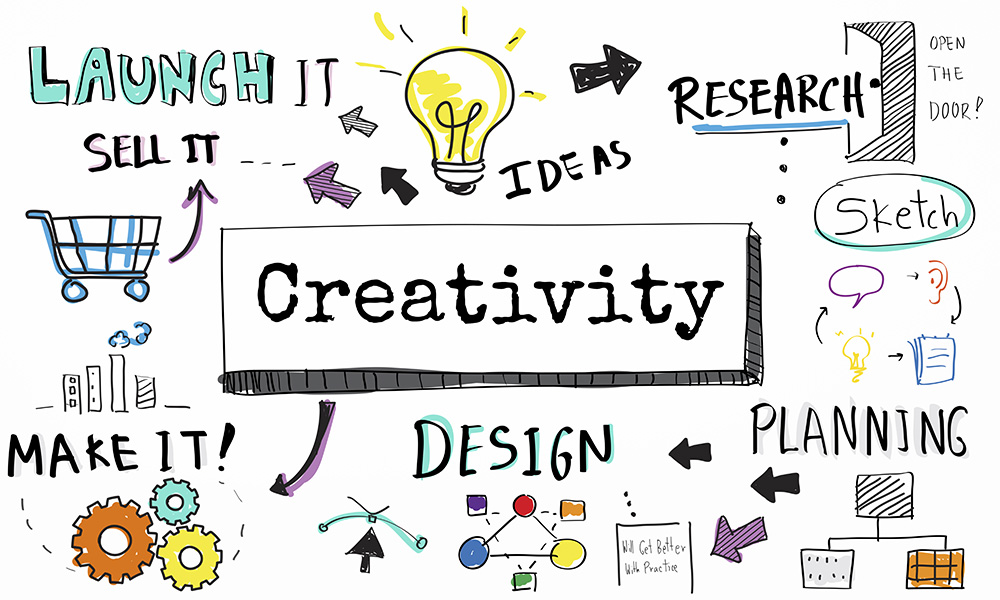 LAUNCH IT
SELL IT
IDEAS
RESEARCH
OPEN
THE
DOOR!
Sketch
Creativity
MAKE IT!
DESIGN
PLANNING
Will Get Better
With Practice